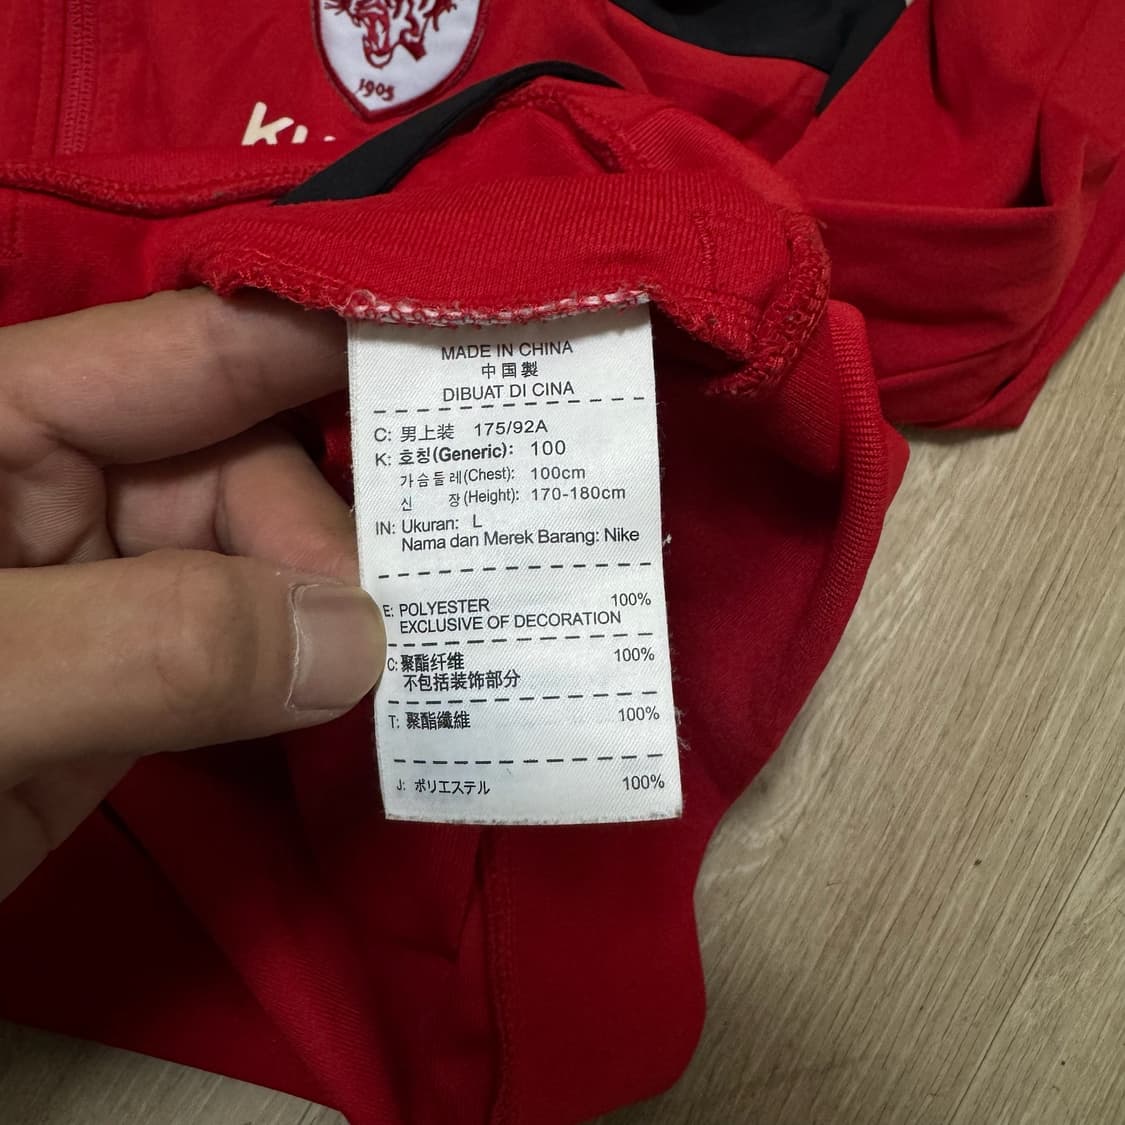 1905
MADE IN CHINA
中国製
DIBUAT DI CINA
C: 男上装 175/92A
K: 호칭(Generic): 100
가슴둘레(Chest): 100cm
신 장(Height): 170-180cm
IN: Ukuran: L
Nama dan Merek Barang: Nike
E: POLYESTER 100%
EXCLUSIVE OF DECORATION
C: 聚酯纤维 100%
不包括装饰部分
T: 聚酯纖維 100%
J: ポリエステル 100%